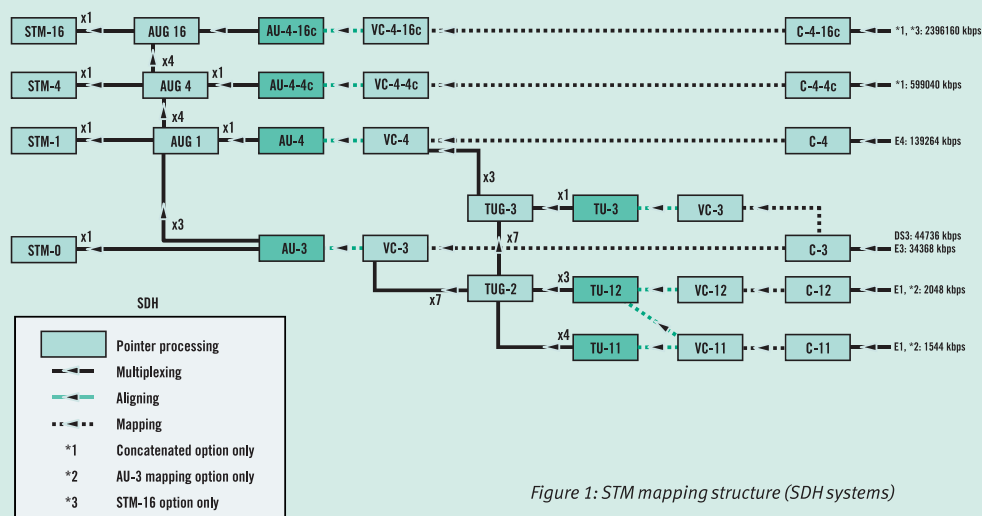 x1
STM-16
AUG 16
AU-4-16c
VC-4-16c
C-4-16c
*1, *3: 2396160 kbps
x4
x1
x1
STM-4
AUG 4
AU-4-4c
VC-4-4c
C-4-4c
*1: 599040 kbps
x4
x1
x1
STM-1
AUG 1
AU-4
VC-4
C-4
E4: 139264 kbps
x3
x1
TUG-3
TU-3
VC-3
x3
x7
x1
STM-0
AU-3
VC-3
C-3
DS3: 44736 kbps
E3: 34368 kbps
x7
x3
TUG-2
TU-12
VC-12
C-12
E1, *2: 2048 kbps
x4
TU-11
VC-11
C-11
E1, *2: 1544 kbps
SDH
Pointer processing
Multiplexing
Aligning
Mapping
*1 Concatenated option only
*2 AU-3 mapping option only
*3 STM-16 option only
Figure 1: STM mapping structure (SDH systems)